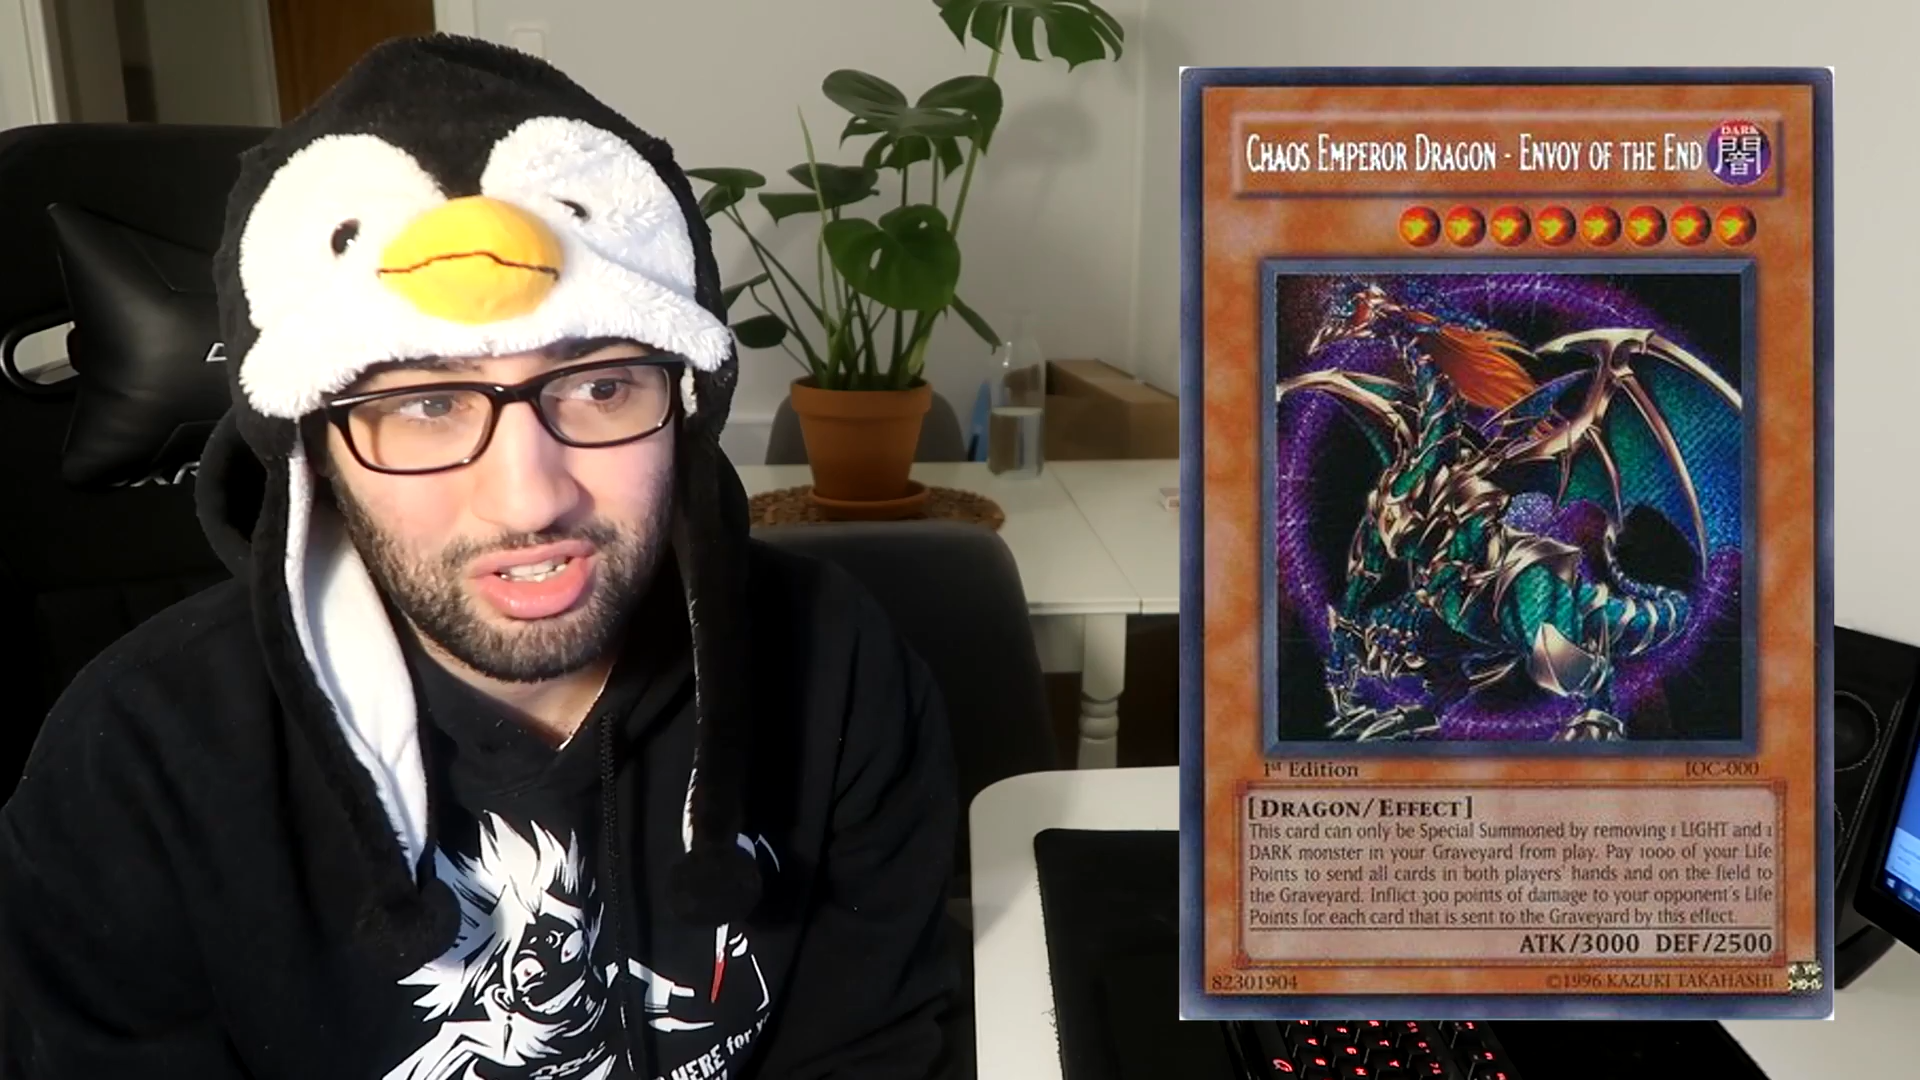 CHAOS EMPEROR DRAGON - ENVOY OF THE END
DARK
闇
1st Edition
IOC-000
[DRAGON/EFFECT]
This card can only be Special Summoned by removing 1 LIGHT and 1
DARK monster in your Graveyard from play. Pay 1000 of your Life
Points to send all cards in both players' hands and on the field to
the Graveyard. Inflict 300 points of damage to your opponent's Life
Points for each card that is sent to the Graveyard by this effect.
ATK/3000 DEF/2500
82301904
©1996 KAZUKI TAKAHASHI
HERE for